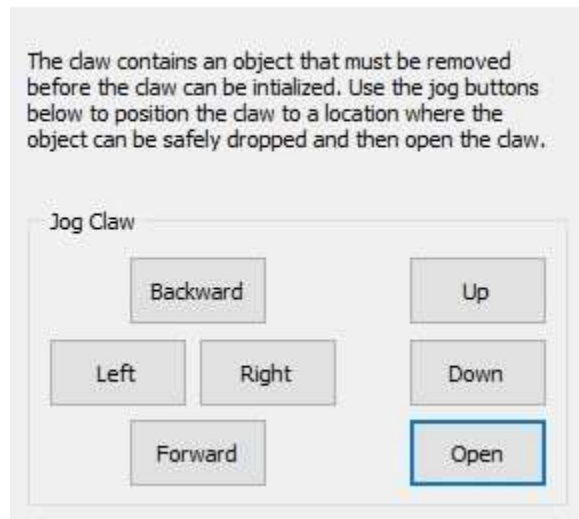 The claw contains an object that must be removed
before the claw can be intialized. Use the jog buttons
below to position the claw to a location where the
object can be safely dropped and then open the claw.
Jog Claw
Backward
Up
Left
Right
Down
Forward
Open